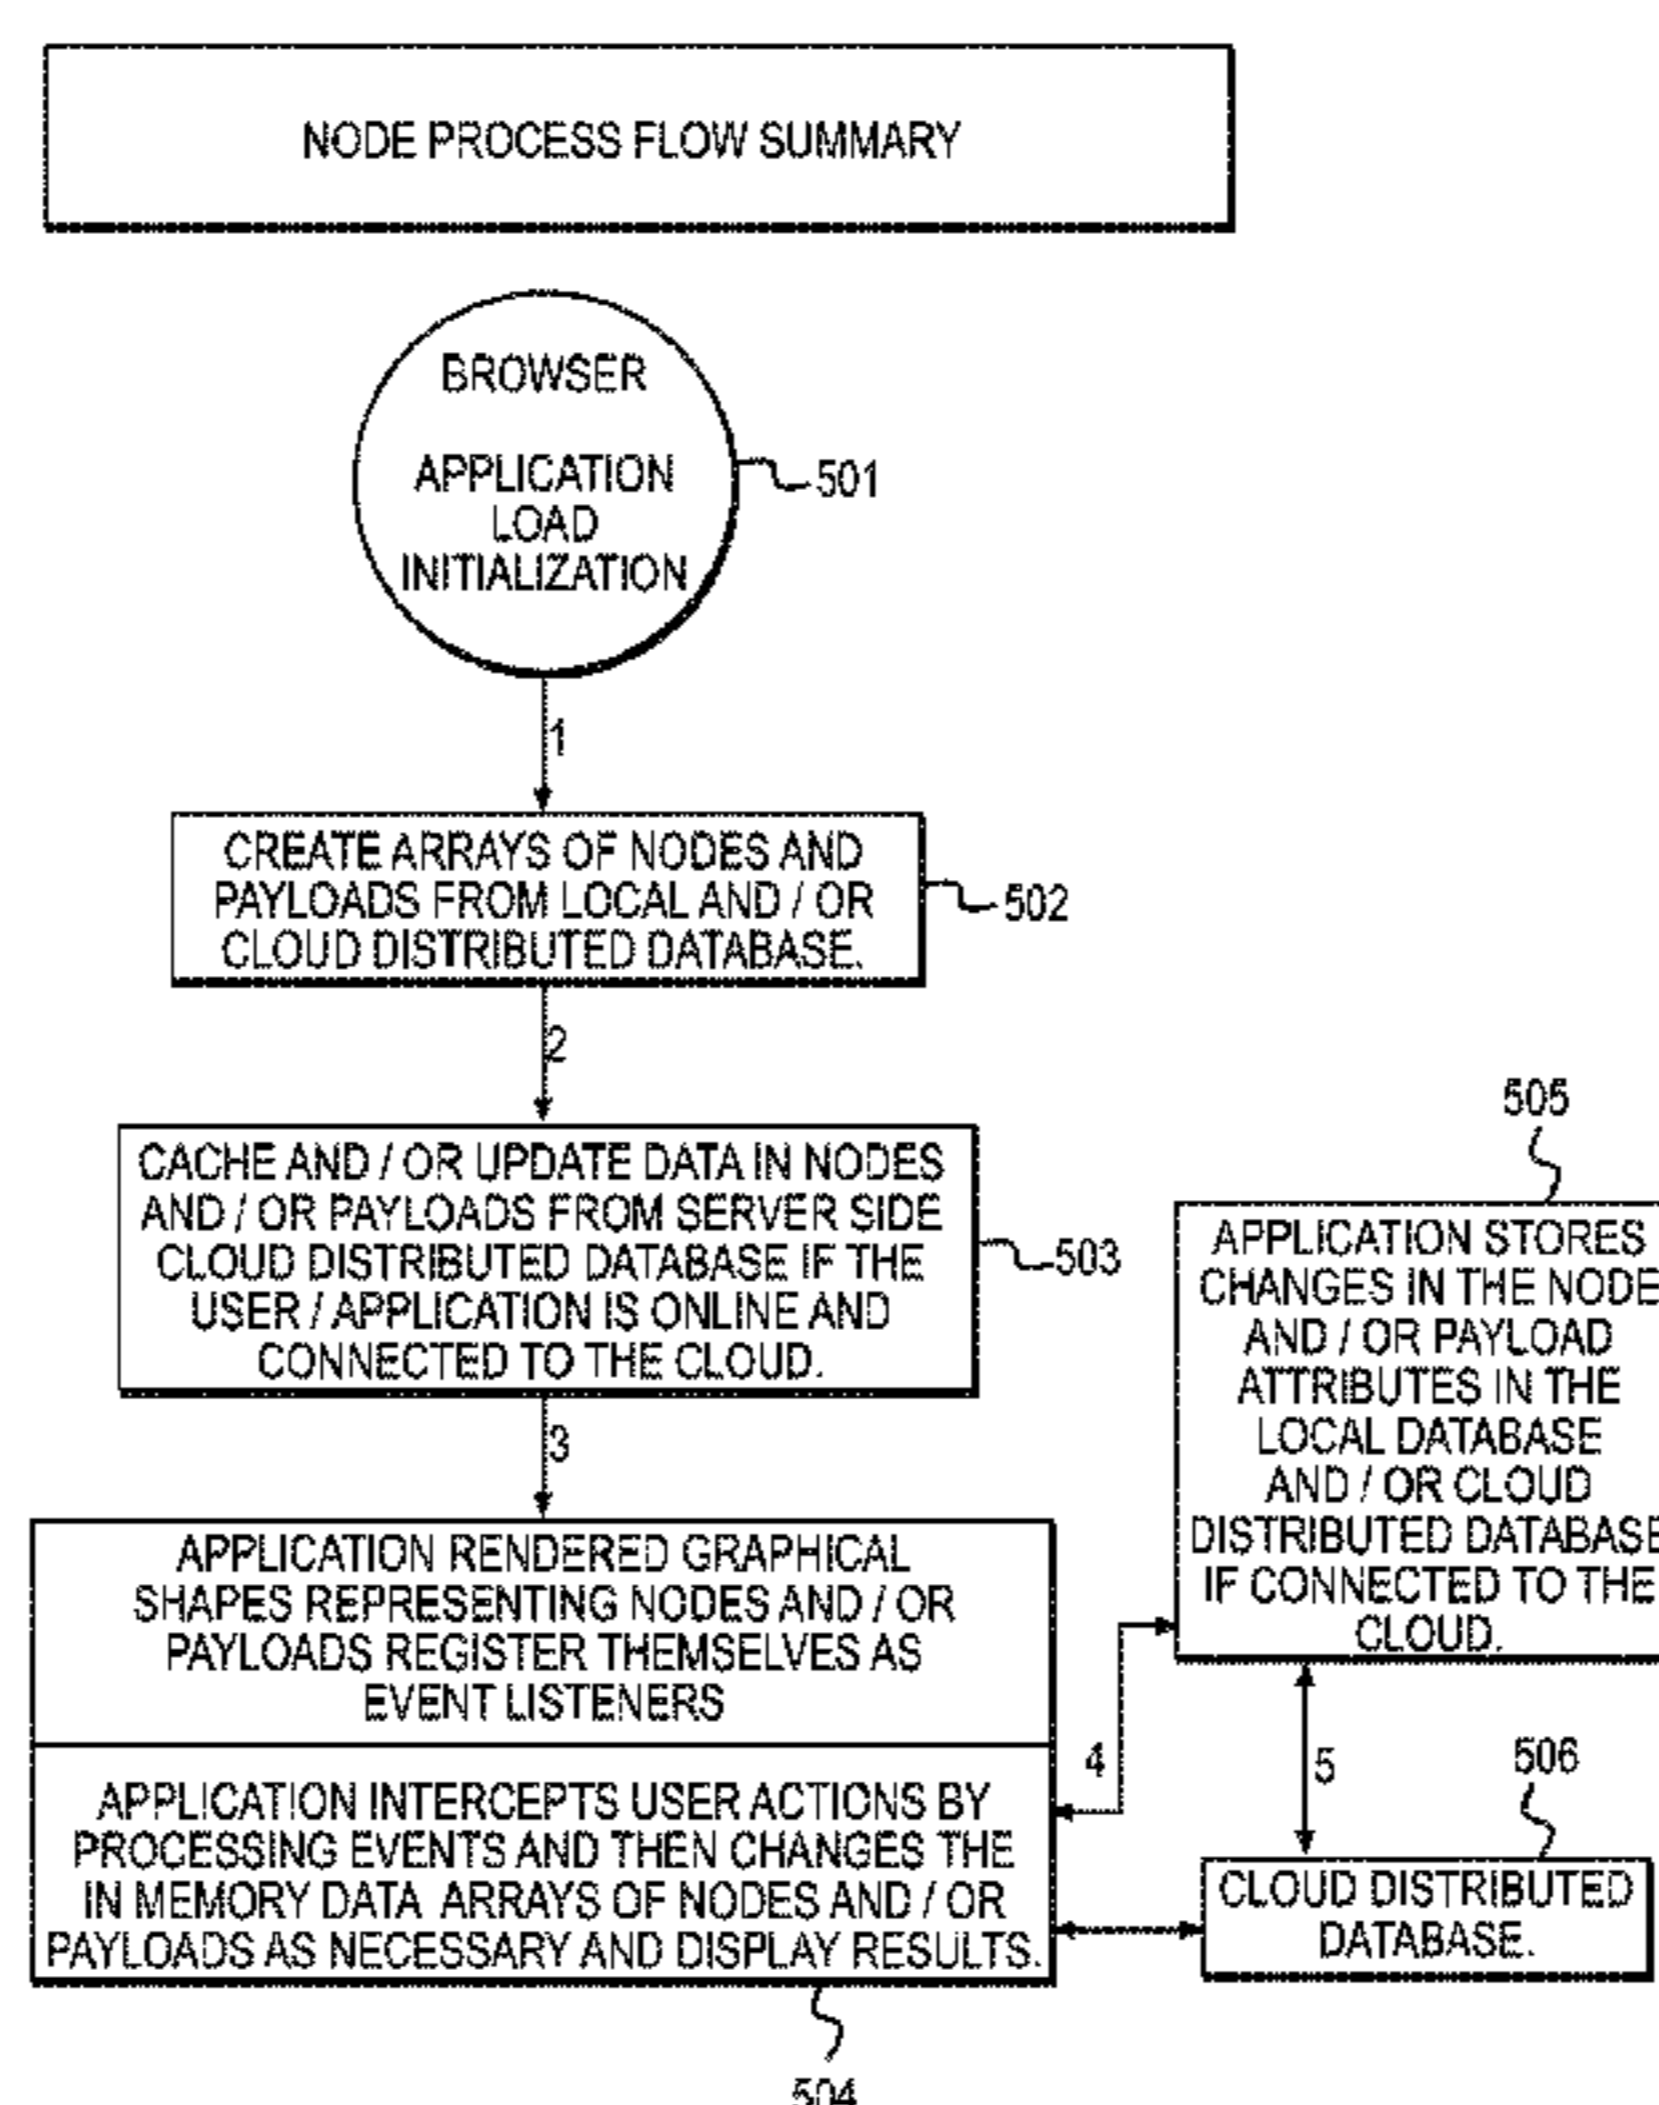 NODE PROCESS FLOW SUMMARY
BROWSER
APPLICATION
LOAD
INITIALIZATION
501
1
CREATE ARRAYS OF NODES AND
PAYLOADS FROM LOCAL AND / OR
CLOUD DISTRIBUTED DATABASE.
502
2
CACHE AND / OR UPDATE DATA IN NODES
AND / OR PAYLOADS FROM SERVER SIDE
CLOUD DISTRIBUTED DATABASE IF THE
USER / APPLICATION IS ONLINE AND
CONNECTED TO THE CLOUD.
503
3
APPLICATION RENDERED GRAPHICAL
SHAPES REPRESENTING NODES AND / OR
PAYLOADS REGISTER THEMSELVES AS
EVENT LISTENERS
APPLICATION INTERCEPTS USER ACTIONS BY
PROCESSING EVENTS AND THEN CHANGES THE
IN MEMORY DATA ARRAYS OF NODES AND / OR
PAYLOADS AS NECESSARY AND DISPLAY RESULTS.
504
4
505
APPLICATION STORES
CHANGES IN THE NODE
AND / OR PAYLOAD
ATTRIBUTES IN THE
LOCAL DATABASE
AND / OR CLOUD
DISTRIBUTED DATABASE
IF CONNECTED TO THE
CLOUD.
5
506
CLOUD DISTRIBUTED
DATABASE.